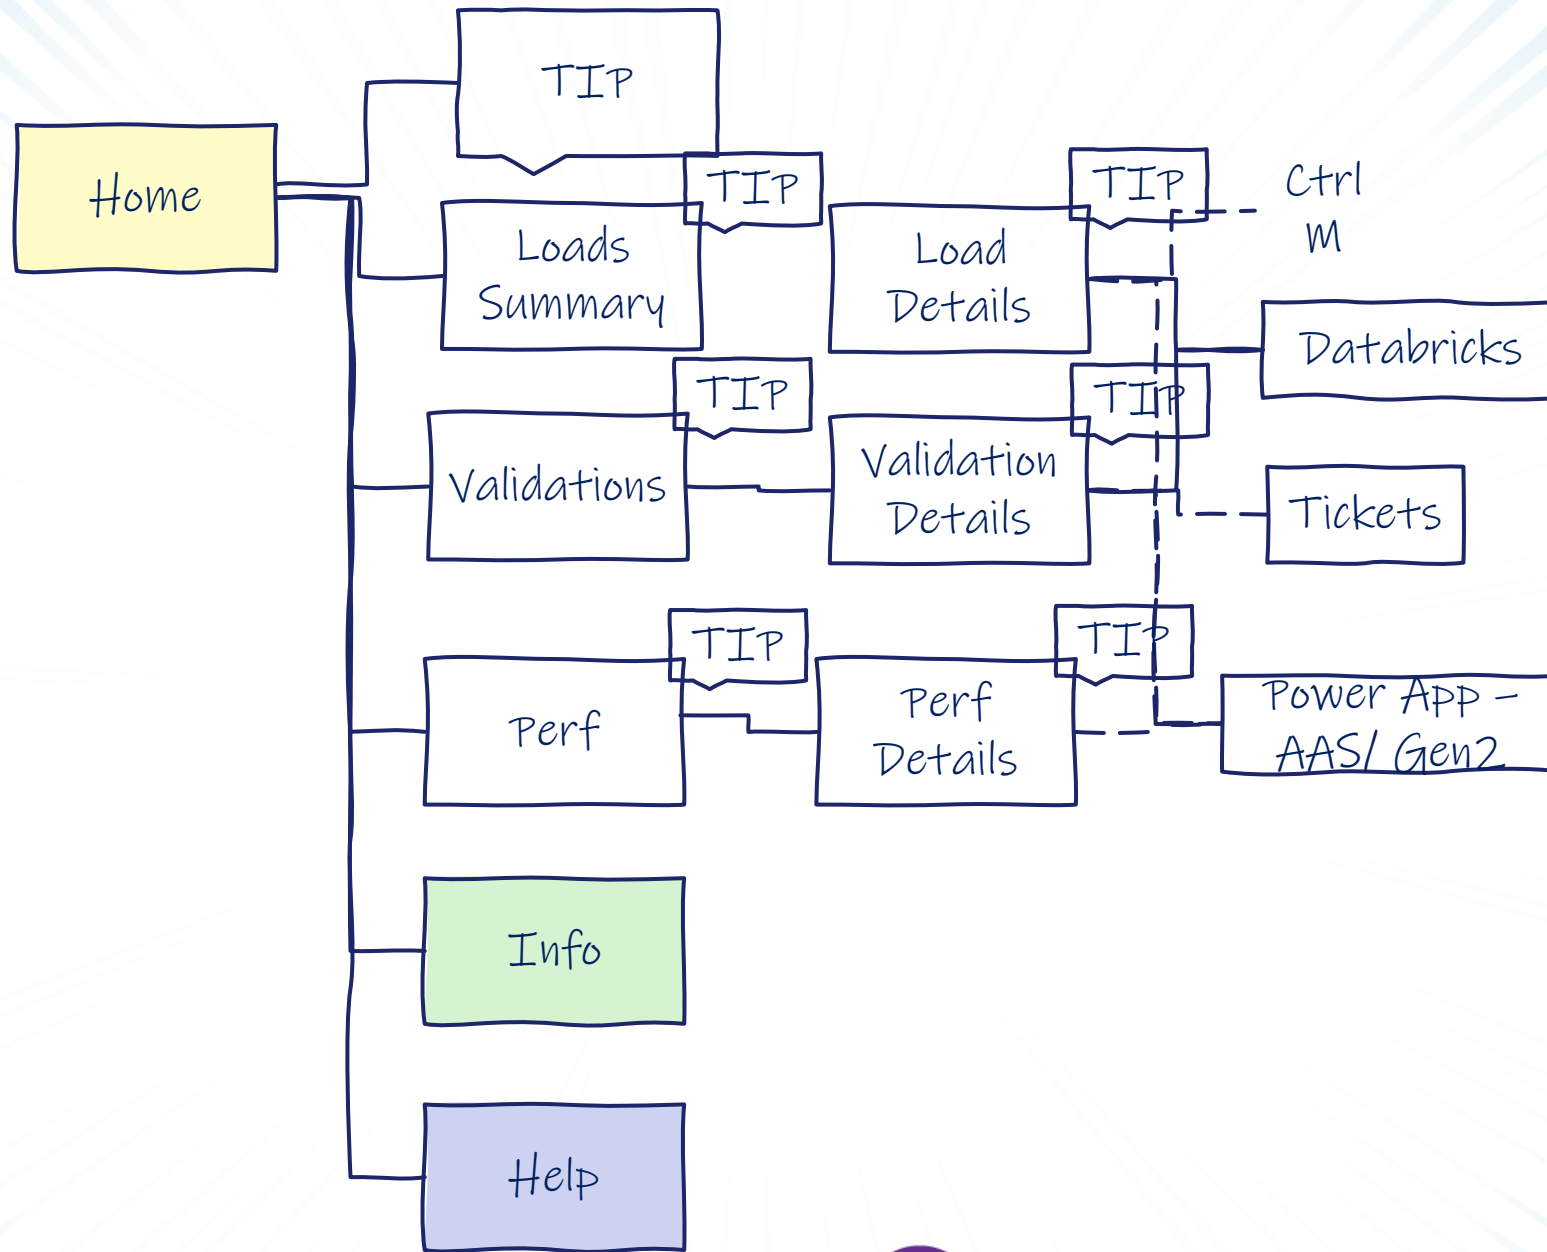 TIP
Home
TIP
Loads
Summary
TIP
Load
Details
Ctrl
M
Databricks
TIP
Validations
TIP
Validation
Details
Tickets
TIP
Perf
TIP
Perf
Details
Power App –
AAS/ Gen2
Info
Help